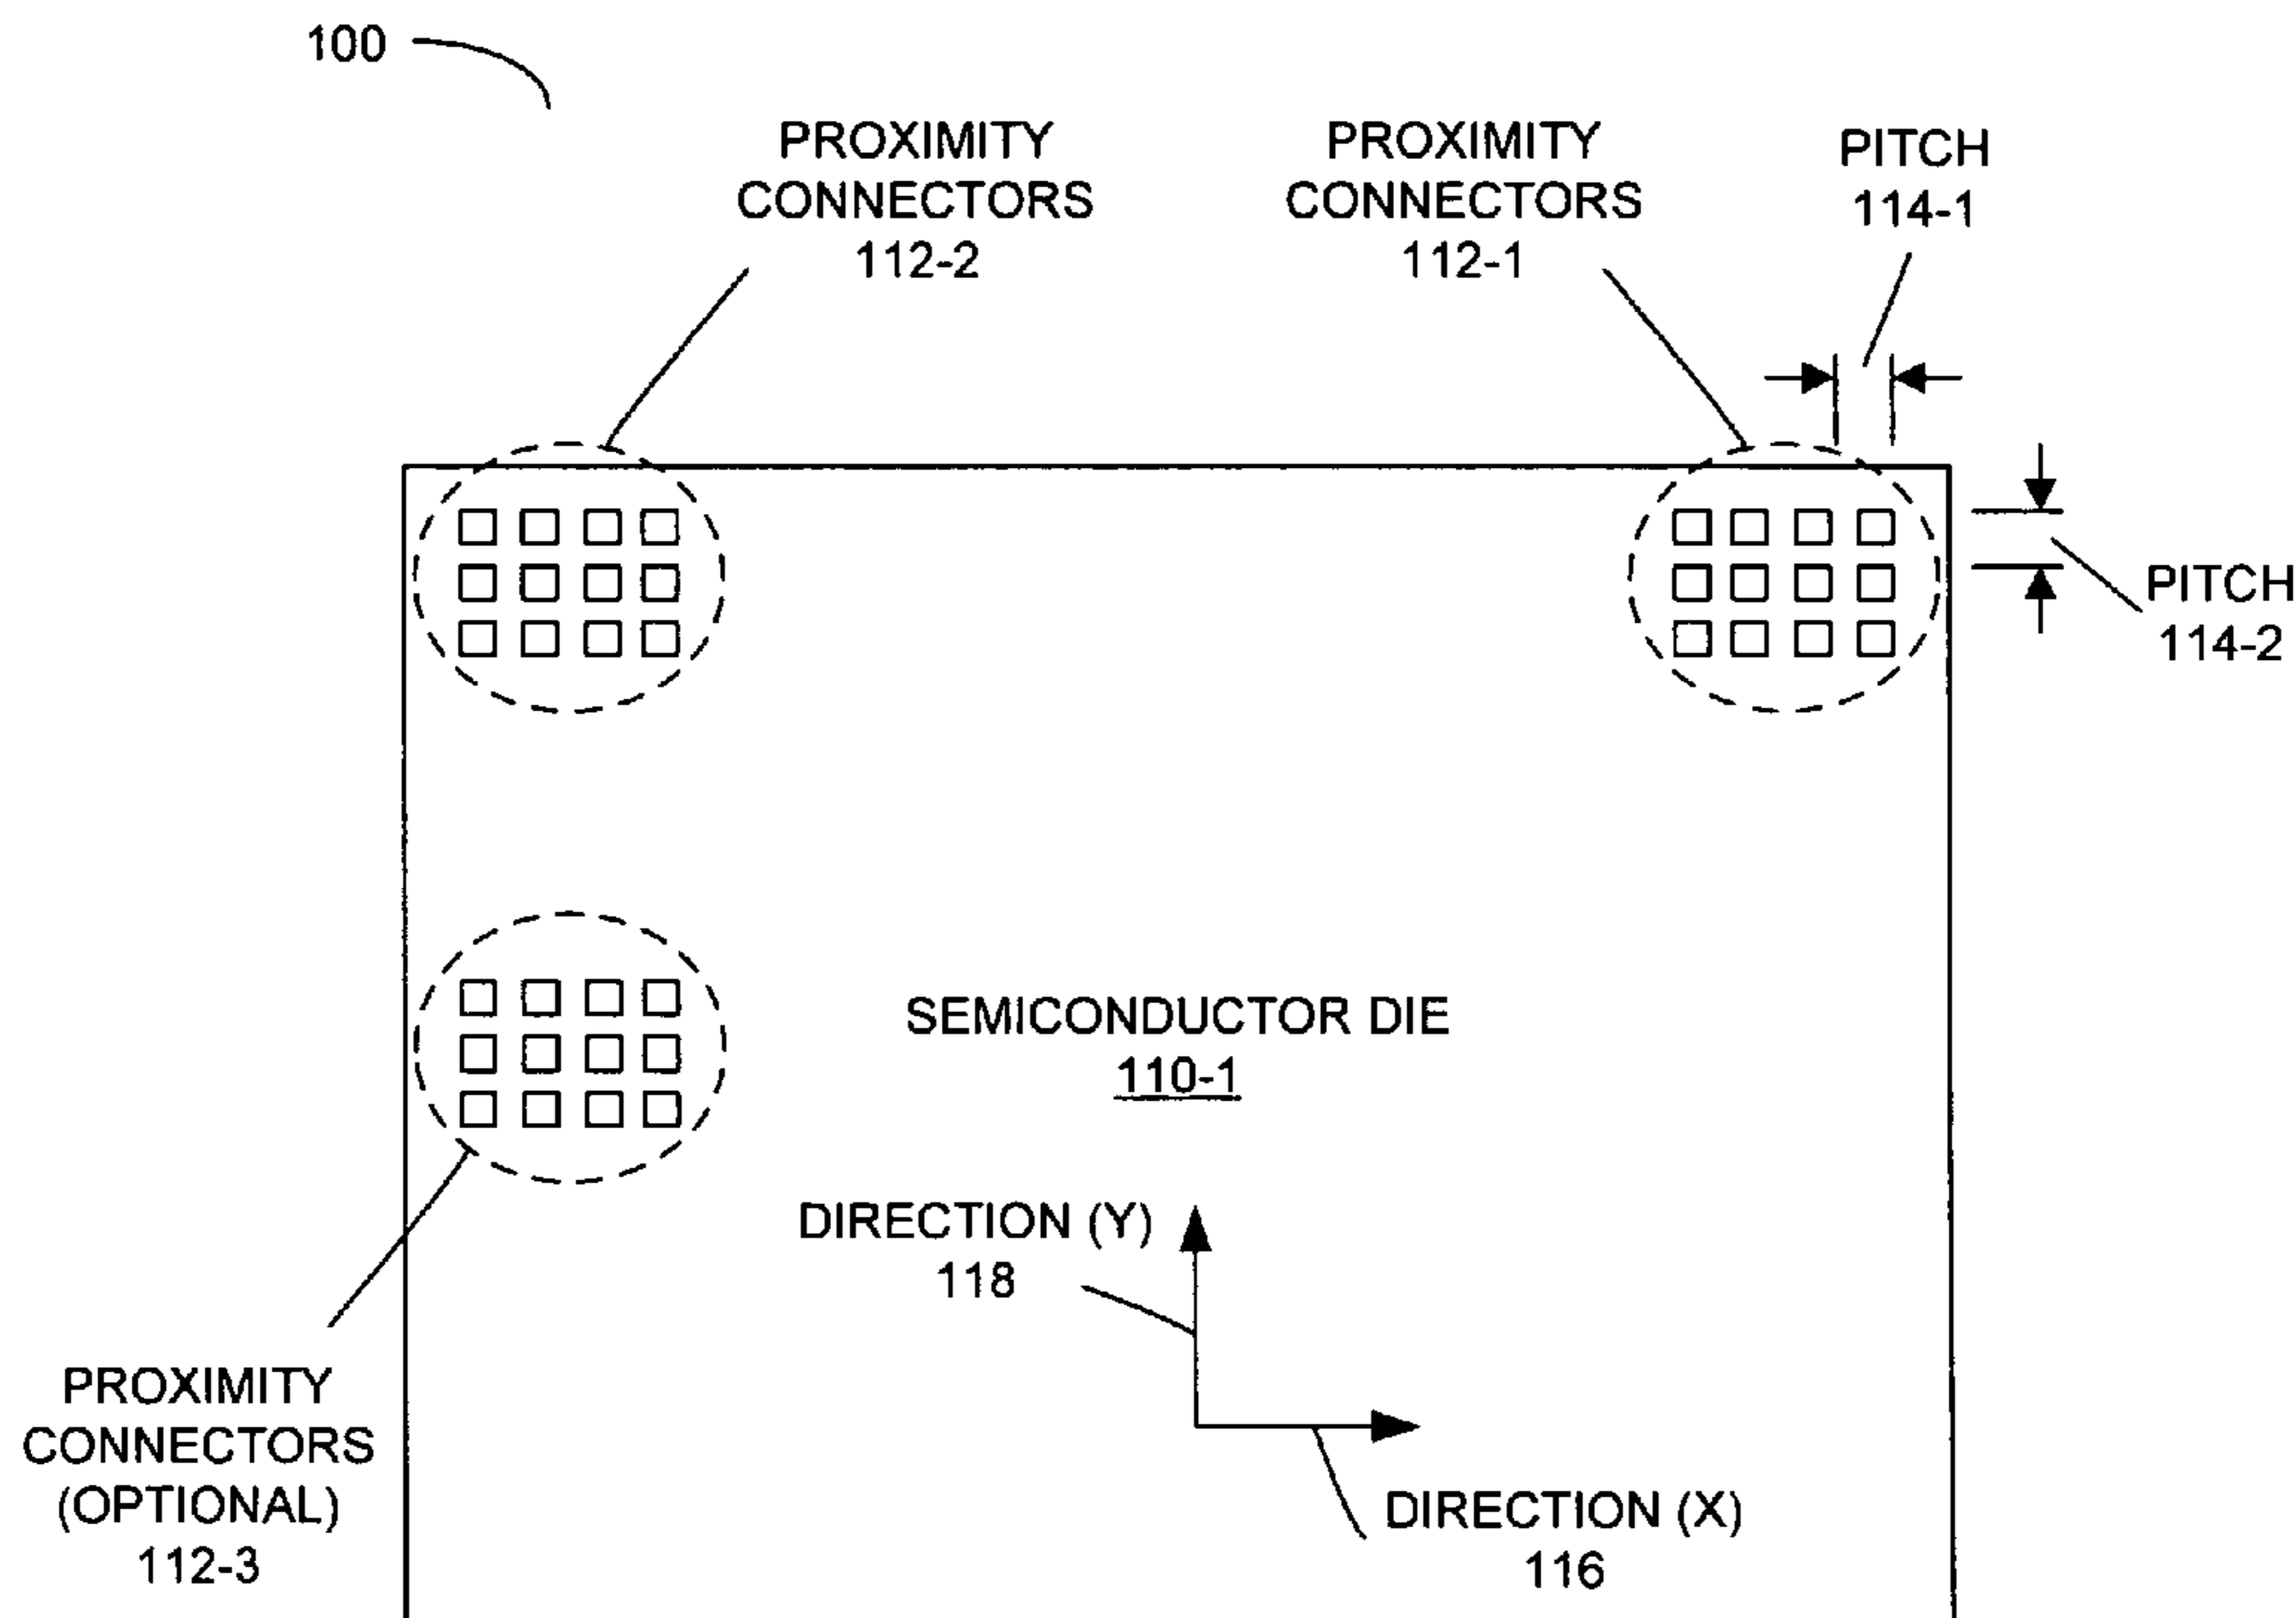 100
PROXIMITY
CONNECTORS
112-2
PROXIMITY
CONNECTORS
112-1
PITCH
114-1
PITCH
114-2
SEMICONDUCTOR DIE
110-1
DIRECTION (Y)
118
PROXIMITY
CONNECTORS
(OPTIONAL)
112-3
DIRECTION (X)
116